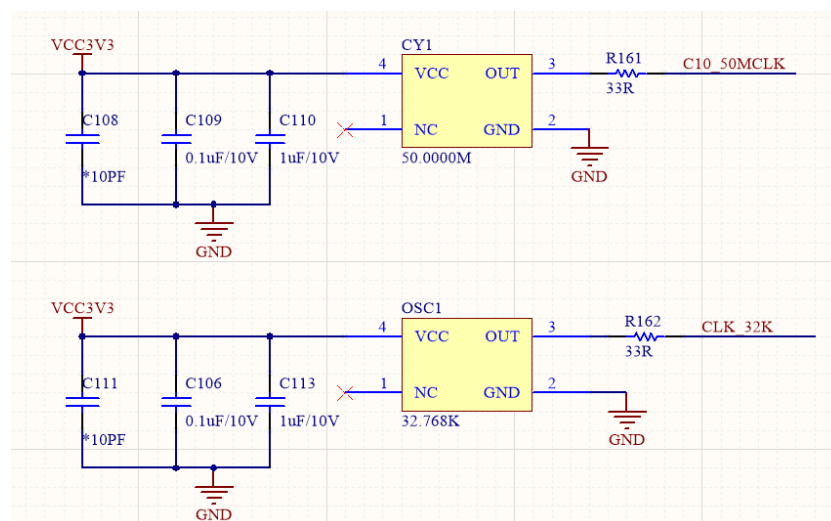 VCC3V3
CY1
4 VCC OUT 3
R161
33R
C10_50MCLK
1 NC GND 2
50.0000M
GND
C108
*10PF
C109
0.1uF/10V
C110
1uF/10V
GND
VCC3V3
OSC1
4 VCC OUT 3
R162
33R
CLK_32K
1 NC GND 2
32.768K
GND
C111
*10PF
C106
0.1uF/10V
C113
1uF/10V
GND